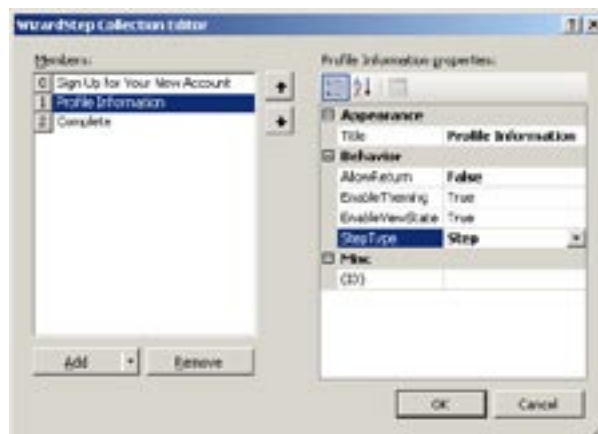 WizardStep Collection Editor
Members:
0 Sign Up for Your New Account
1 Profile Information
2 Complete
Add
Remove
Profile Information properties:
Appearance
Title Profile Information
Behavior
AllowReturn False
EnableTheming True
EnableViewState True
StepType Step
Misc
(ID)
OK
Cancel